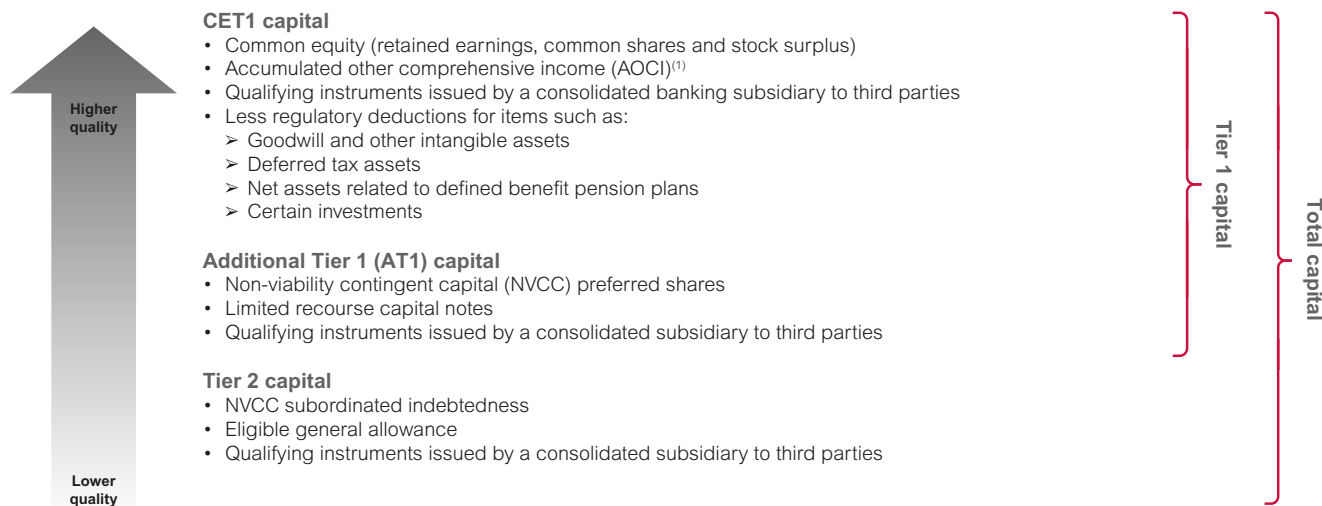 CET1 capital
• Common equity (retained earnings, common shares and stock surplus)
• Accumulated other comprehensive income (AOCI)(1)
• Qualifying instruments issued by a consolidated banking subsidiary to third parties
• Less regulatory deductions for items such as:
➢ Goodwill and other intangible assets
➢ Deferred tax assets
➢ Net assets related to defined benefit pension plans
➢ Certain investments
Additional Tier 1 (AT1) capital
• Non-viability contingent capital (NVCC) preferred shares
• Limited recourse capital notes
• Qualifying instruments issued by a consolidated subsidiary to third parties
Tier 2 capital
• NVCC subordinated indebtedness
• Eligible general allowance
• Qualifying instruments issued by a consolidated subsidiary to third parties
Higher
quality
Lower
quality
Tier 1 capital
Total capital